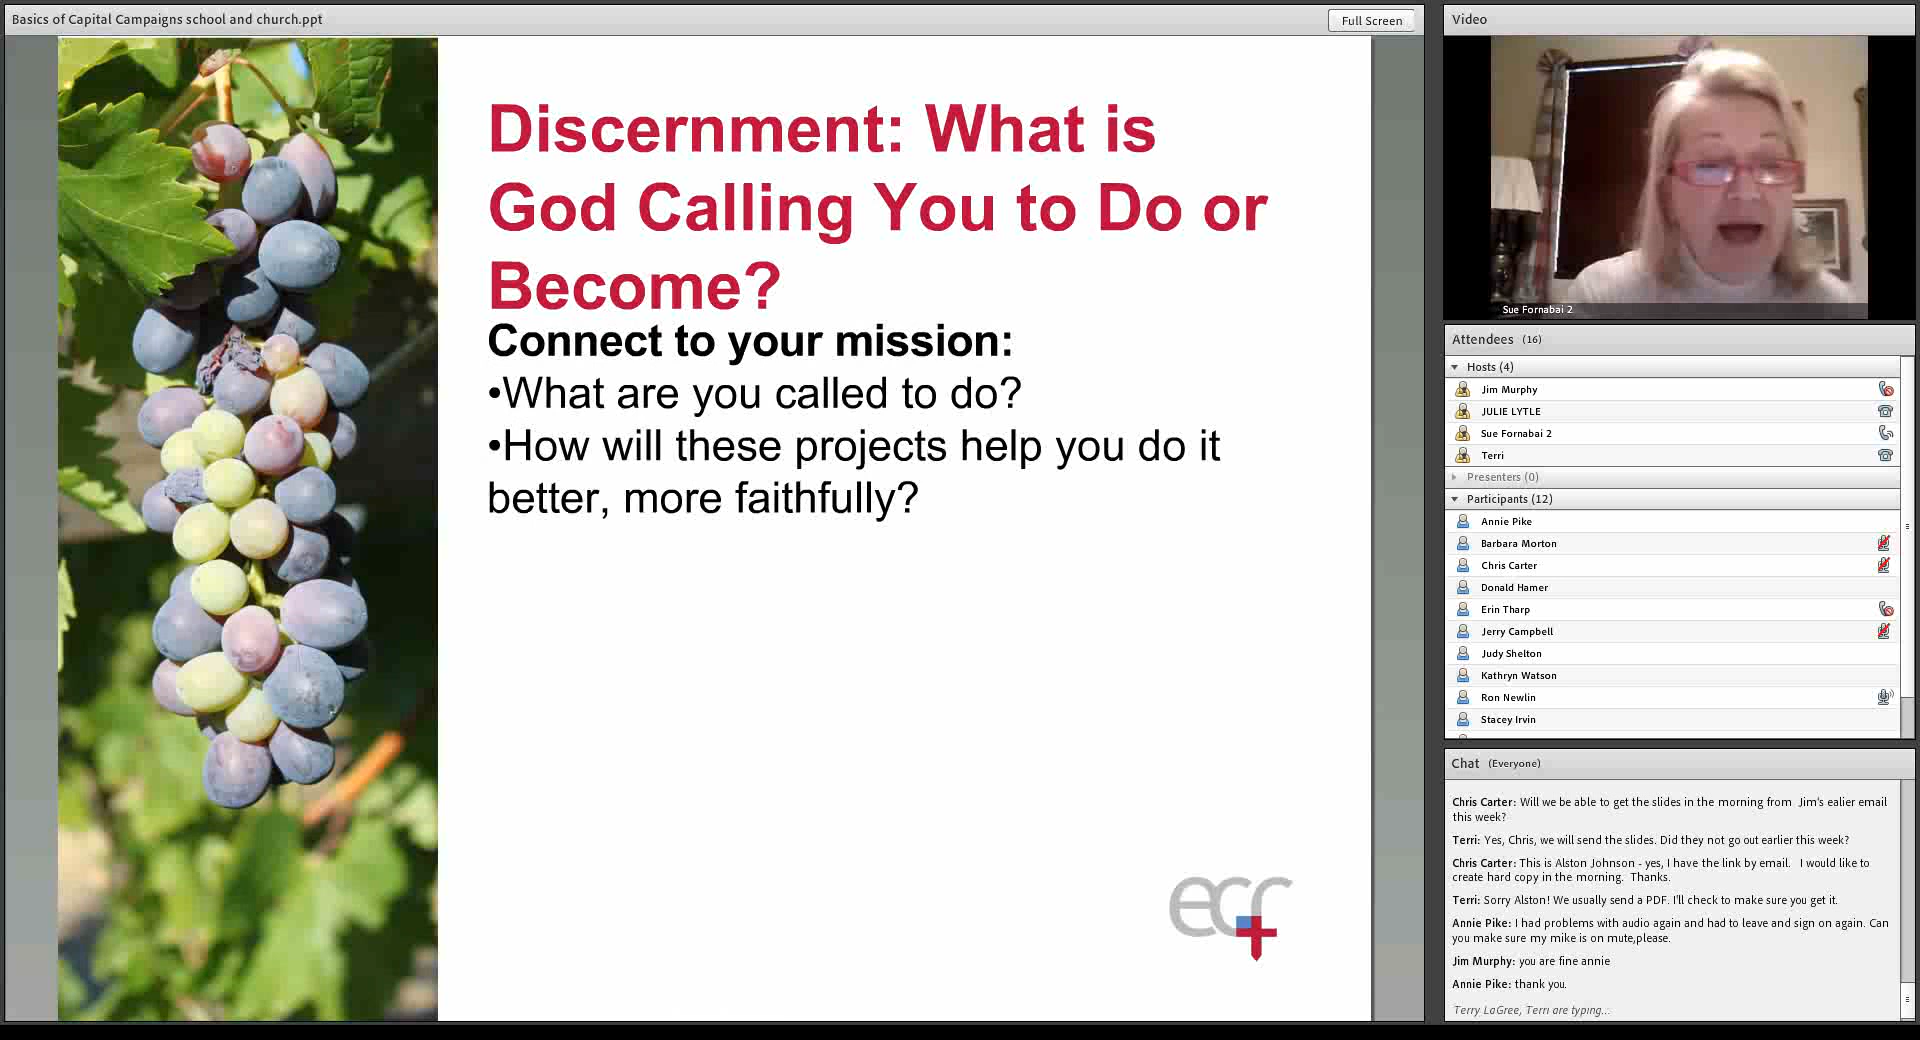 Basics of Capital Campaigns school and church.ppt
Full Screen
Discernment: What is
God Calling You to Do or
Become?
Connect to your mission:
•What are you called to do?
•How will these projects help you do it
better, more faithfully?
ecf
Video
Sue Fornabai 2
Attendees (16)
Hosts (4)
Jim Murphy
JULIE LYTLE
Sue Fornabai 2
Terri
Presenters (0)
Participants (12)
Annie Pike
Barbara Morton
Chris Carter
Donald Hamer
Erin Tharp
Jerry Campbell
Judy Shelton
Kathryn Watson
Ron Newlin
Stacey Irvin
Chat (Everyone)
Chris Carter: Will we be able to get the slides in the morning from Jim's ealier email
this week?
Terri: Yes, Chris, we will send the slides. Did they not go out earlier this week?
Chris Carter: This is Alston Johnson - yes, I have the link by email. I would like to
create hard copy in the morning. Thanks.
Terri: Sorry Alston! We usually send a PDF. I'll check to make sure you get it.
Annie Pike: I had problems with audio again and had to leave and sign on again. Can
you make sure my mike is on mute,please.
Jim Murphy: you are fine annie
Annie Pike: thank you.
Terry LaGree, Terri are typing...